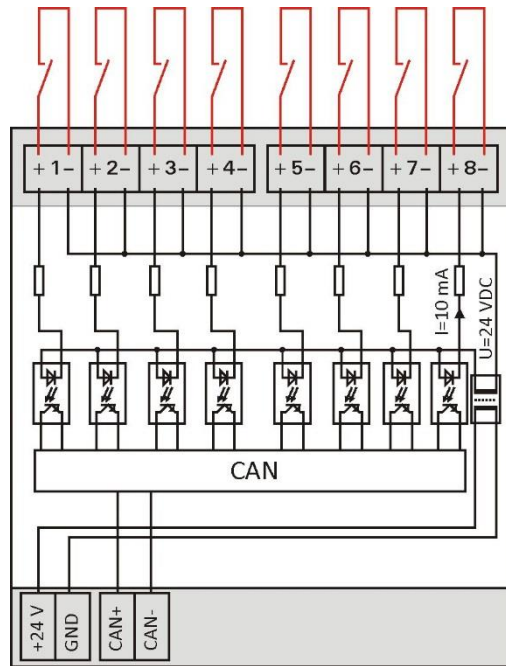 + 1 – + 2 – + 3 – + 4 – + 5 – + 6 – + 7 – + 8 –
I=10 mA
U=24 VDC
CAN
+24 V
GND
CAN+
CAN-